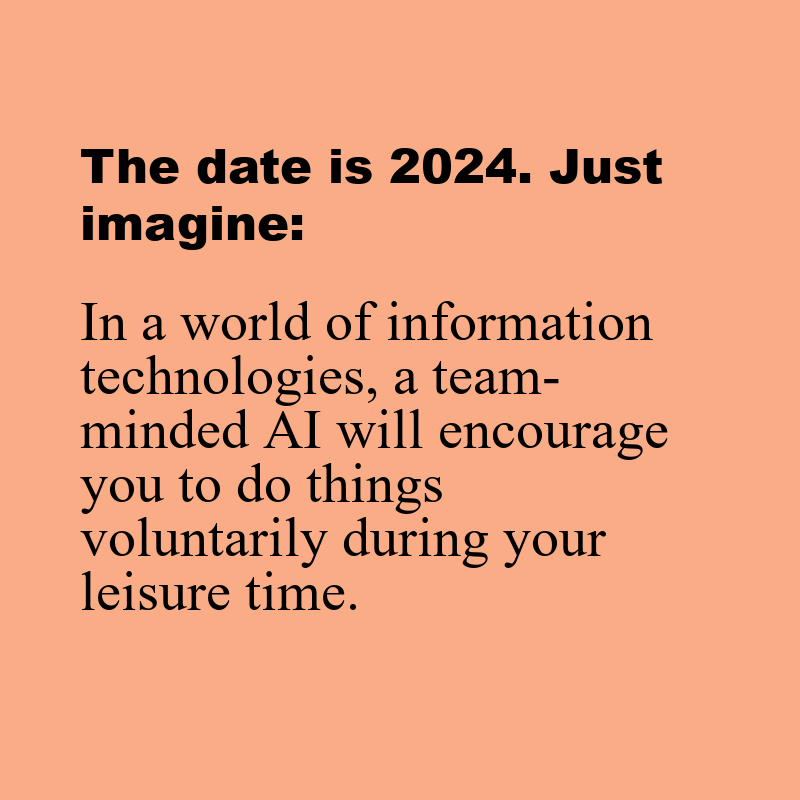 The date is 2024. Just
imagine:
In a world of information
technologies, a team-
minded AI will encourage
you to do things
voluntarily during your
leisure time.